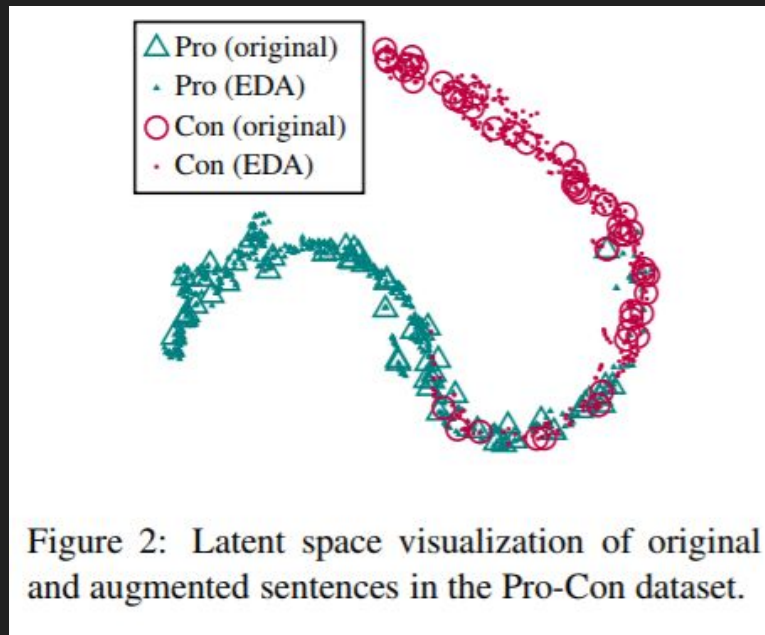 Pro (original)
Pro (EDA)
Con (original)
Con (EDA)
Figure 2: Latent space visualization of original
and augmented sentences in the Pro-Con dataset.